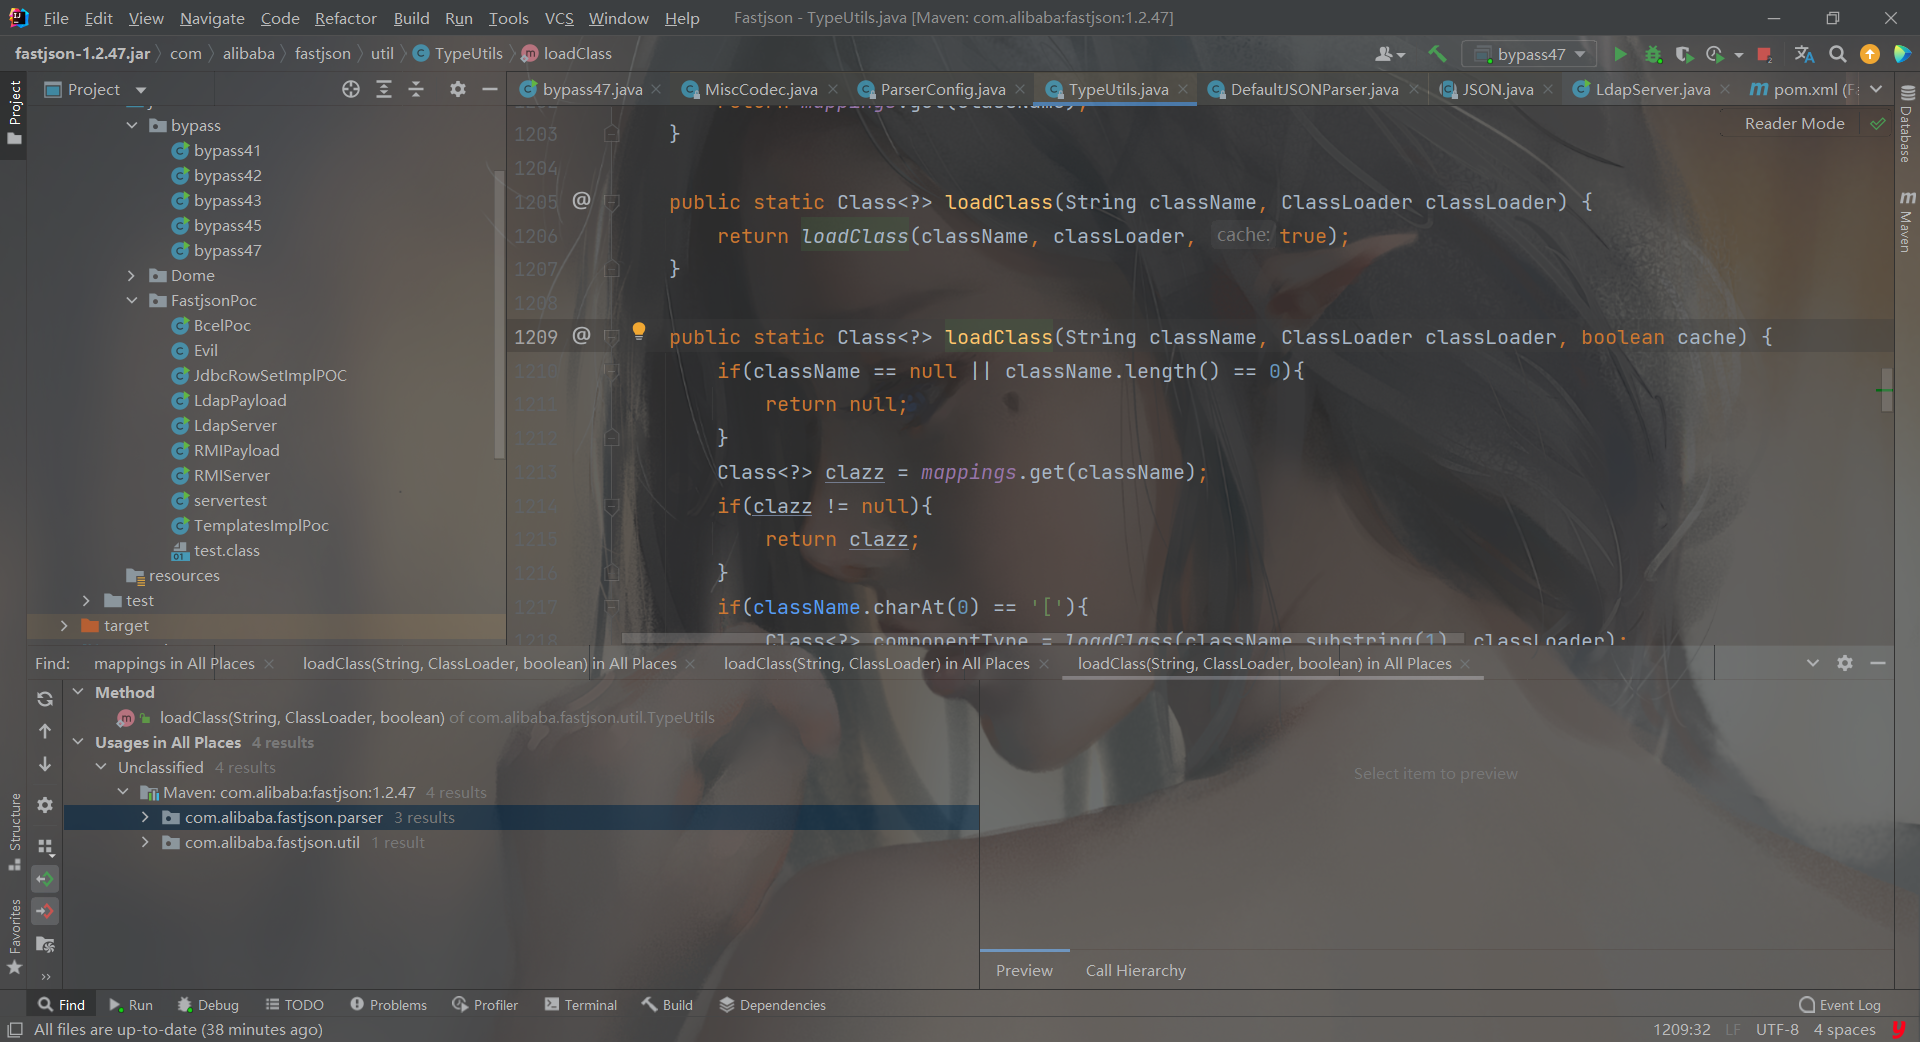 File Edit View Navigate Code Refactor Build Run Tools VCS Window Help Fastjson - TypeUtils.java [Maven: com.alibaba:fastjson:1.2.47]
fastjson-1.2.47.jar com alibaba fastjson util TypeUtils loadClass bypass47
Project
bypass47.java MiscCodec.java ParserConfig.java TypeUtils.java DefaultJSONParser.java JSON.java LdapServer.java pom.xml (F
Project
Database
Maven
Structure
Favorites
bypass
bypass41
bypass42
bypass43
bypass45
bypass47
Dome
FastjsonPoc
BcelPoc
Evil
JdbcRowSetImplPOC
LdapPayload
LdapServer
RMIPayload
RMIServer
servertest
TemplatesImplPoc
test.class
resources
test
target
Reader Mode
return mappings.get(className);
1203 }
1204
1205 @ public static Class<?> loadClass(String className, ClassLoader classLoader) {
1206 return loadClass(className, classLoader, cache: true);
1207 }
1208
1209 @ public static Class<?> loadClass(String className, ClassLoader classLoader, boolean cache) {
1210 if(className == null || className.length() == 0){
1211 return null;
1212 }
1213 Class<?> clazz = mappings.get(className);
1214 if(clazz != null){
1215 return clazz;
1216 }
1217 if(className.charAt(0) == '['){
1218 Class<?> componentType = loadClass(className.substring(1), classLoader);
Find: mappings in All Places loadClass(String, ClassLoader, boolean) in All Places loadClass(String, ClassLoader) in All Places loadClass(String, ClassLoader, boolean) in All Places
Method
loadClass(String, ClassLoader, boolean) of com.alibaba.fastjson.util.TypeUtils
Usages in All Places 4 results
Unclassified 4 results
Maven: com.alibaba:fastjson:1.2.47 4 results
com.alibaba.fastjson.parser 3 results
com.alibaba.fastjson.util 1 result
Select item to preview
Preview Call Hierarchy
Find Run Debug TODO Problems Profiler Terminal Build Dependencies Event Log
All files are up-to-date (38 minutes ago) 1209:32 LF UTF-8 4 spaces